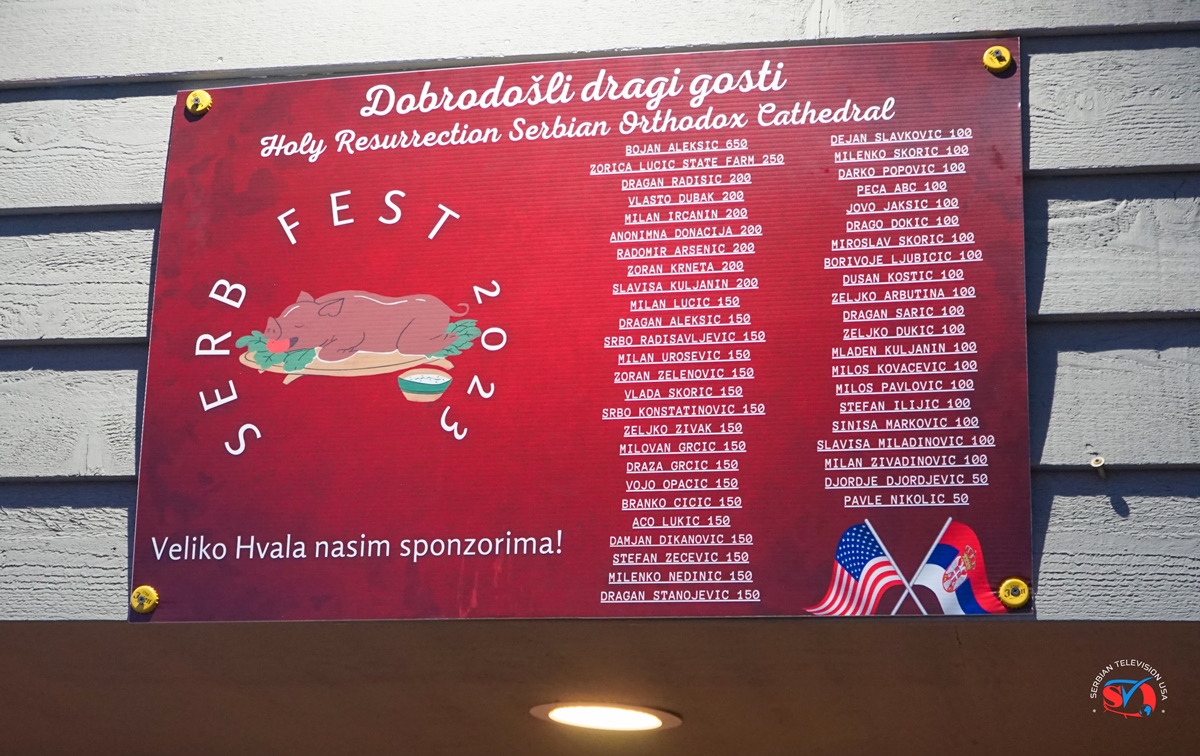 Dobrodošli dragi gosti
Holy Resurrection Serbian Orthodox Cathedral
SERB FEST 2023
Veliko Hvala nasim sponzorima!
BOJAN ALEKSIC 650
ZORICA LUCIC STATE FARM 250
DRAGAN RADISIC 200
VLASTO DUBAK 200
MILAN IRCANIN 200
ANONIMNA DONACIJA 200
RADOMIR ARSENIC 200
ZORAN KRNETA 200
SLAVISA KULJANIN 200
MILAN LUCIC 150
DRAGAN ALEKSIC 150
SRBO RADISAVLJEVIC 150
MILAN UROSEVIC 150
ZORAN ZELENOVIC 150
VLADA SKORIC 150
SRBO KONSTATINOVIC 150
ZELJKO ZIVAK 150
MILOVAN GRCIC 150
DRAZA GRCIC 150
VOJO OPACIC 150
BRANKO CICIC 150
ACO LUKIC 150
DAMJAN DIKANOVIC 150
STEFAN ZECEVIC 150
MILENKO NEDINIC 150
DRAGAN STANOJEVIC 150
DEJAN SLAVKOVIC 100
MILENKO SKORIC 100
DARKO POPOVIC 100
PECA ABC 100
JOVO JAKSIC 100
DRAGO DOKIC 100
MIROSLAV SKORIC 100
BORIVOJE LJUBICIC 100
DUSAN KOSTIC 100
ZELJKO ARBUTINA 100
DRAGAN SARIC 100
ZELJKO DUKIC 100
MLADEN KULJANIN 100
MILOS KOVACEVIC 100
MILOS PAVLOVIC 100
STEFAN ILIJIC 100
SINISA MARKOVIC 100
SLAVISA MILADINOVIC 100
MILAN ZIVADINOVIC 100
DJORDJE DJORDJEVIC 50
PAVLE NIKOLIC 50
SERBIAN TELEVISION USA